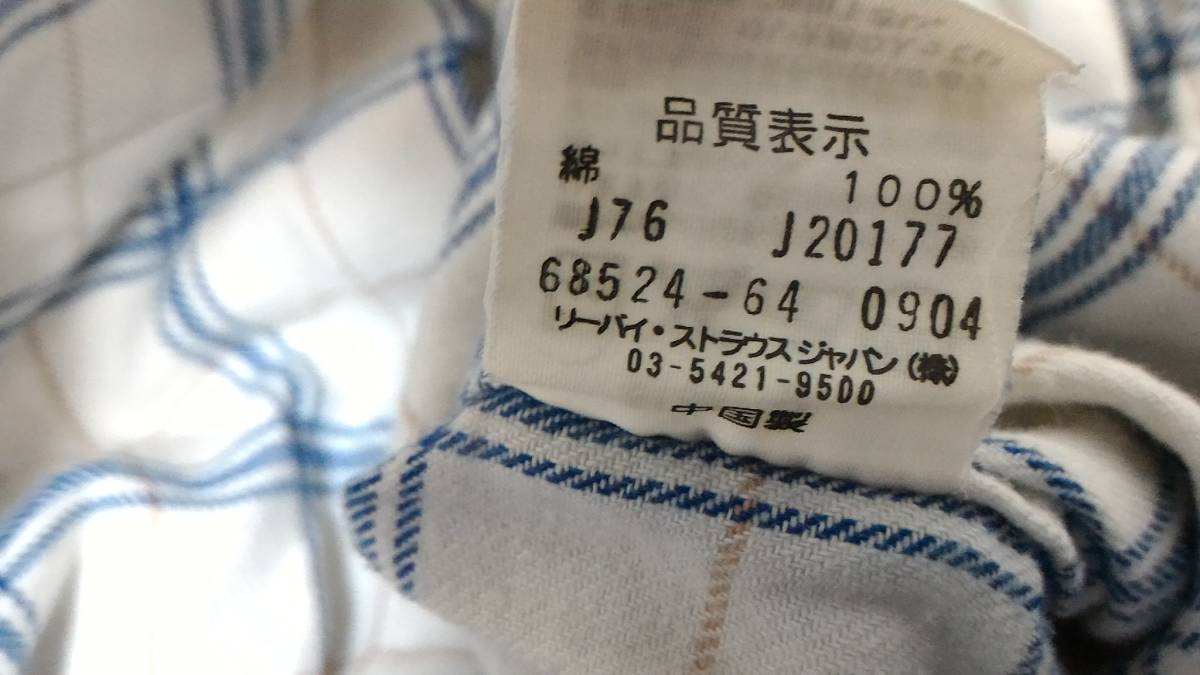 品質表示
綿 100%
J76 J20177
68524-64 0904
リーバイ・ストラウス ジャパン(株)
03-5421-9500
中国製